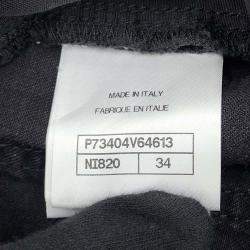 MADE IN ITALY
FABRIQUE EN ITALIE
P73404V64613
NI820 34